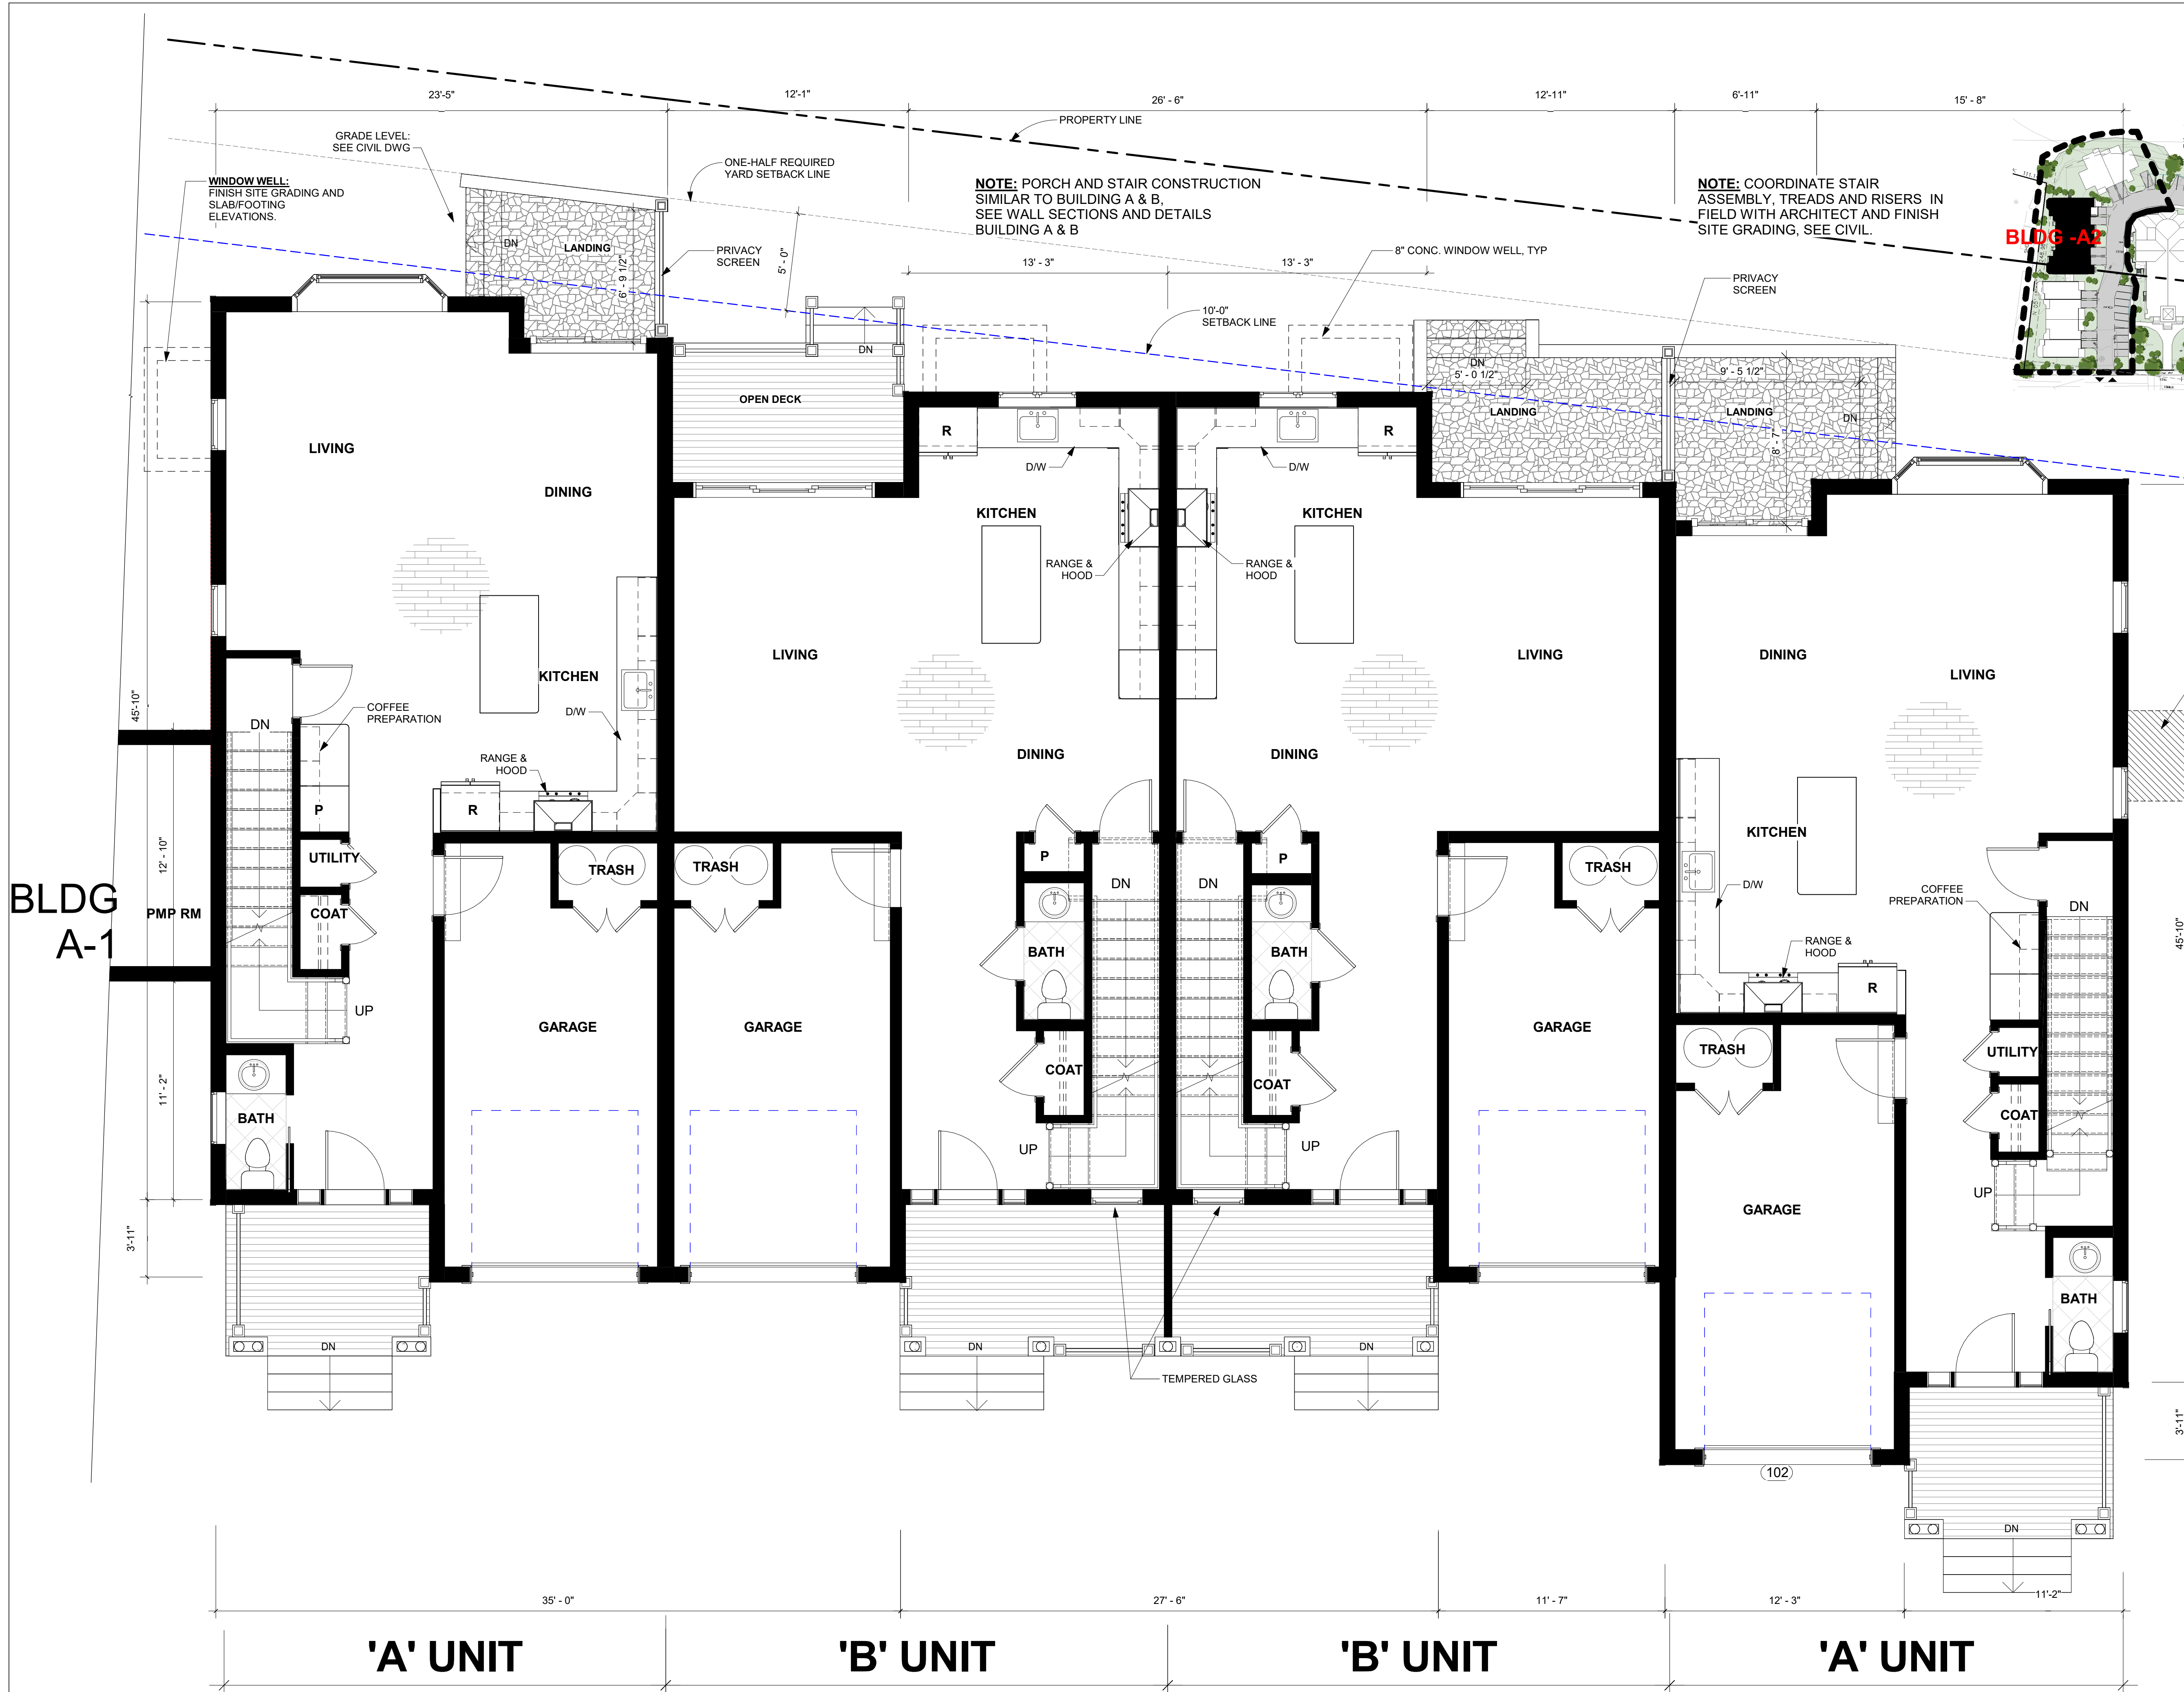 23'-5"
12'-1"
26' - 6"
12'-11"
6'-11"
15' - 8"
PROPERTY LINE
GRADE LEVEL:
SEE CIVIL DWG
ONE-HALF REQUIRED
YARD SETBACK LINE
WINDOW WELL:
FINISH SITE GRADING AND
SLAB/FOOTING
ELEVATIONS.
NOTE: PORCH AND STAIR CONSTRUCTION
SIMILAR TO BUILDING A & B,
SEE WALL SECTIONS AND DETAILS
BUILDING A & B
NOTE: COORDINATE STAIR
ASSEMBLY, TREADS AND RISERS IN
FIELD WITH ARCHITECT AND FINISH
SITE GRADING, SEE CIVIL.
BLDG -A2
DN
LANDING
6' - 9 1/2"
PRIVACY
SCREEN
5' - 0"
13' - 3"
13' - 3"
8" CONC. WINDOW WELL, TYP
PRIVACY
SCREEN
10'-0"
SETBACK LINE
DN
OPEN DECK
DN
5' - 0 1/2"
LANDING
9' - 5 1/2"
LANDING
DN
8' - 7"
LIVING
DINING
R
D/W
KITCHEN
RANGE &
HOOD
R
D/W
KITCHEN
RANGE &
HOOD
LIVING
LIVING
DINING
LIVING
KITCHEN
D/W
COFFEE
PREPARATION
DN
45'-10"
RANGE &
HOOD
P
R
DINING
DINING
KITCHEN
D/W
COFFEE
PREPARATION
DN
RANGE &
HOOD
R
12' - 10"
UTILITY
COAT
TRASH
TRASH
P
DN
DN
P
TRASH
BLDG
A-1
PMP RM
45'-10"
UP
BATH
BATH
GARAGE
GARAGE
GARAGE
TRASH
UTILITY
COAT
11' - 2"
BATH
COAT
COAT
UP
UP
UP
GARAGE
3'-11"
BATH
DN
DN
DN
TEMPERED GLASS
3'-11"
102
DN
35' - 0"
27' - 6"
11' - 7"
12' - 3"
11'-2"
'A' UNIT
'B' UNIT
'B' UNIT
'A' UNIT